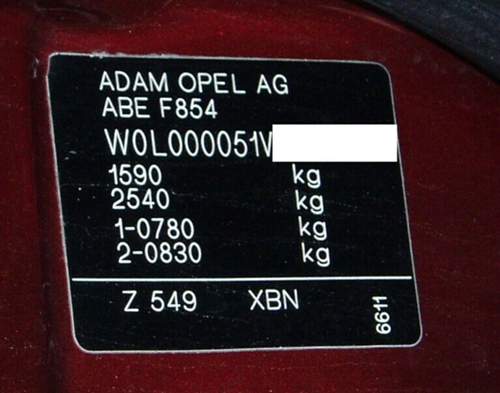 ADAM OPEL AG
ABE F854
W0L000051V
1590 kg
2540 kg
1-0780 kg
2-0830 kg
Z 549 XBN
6611